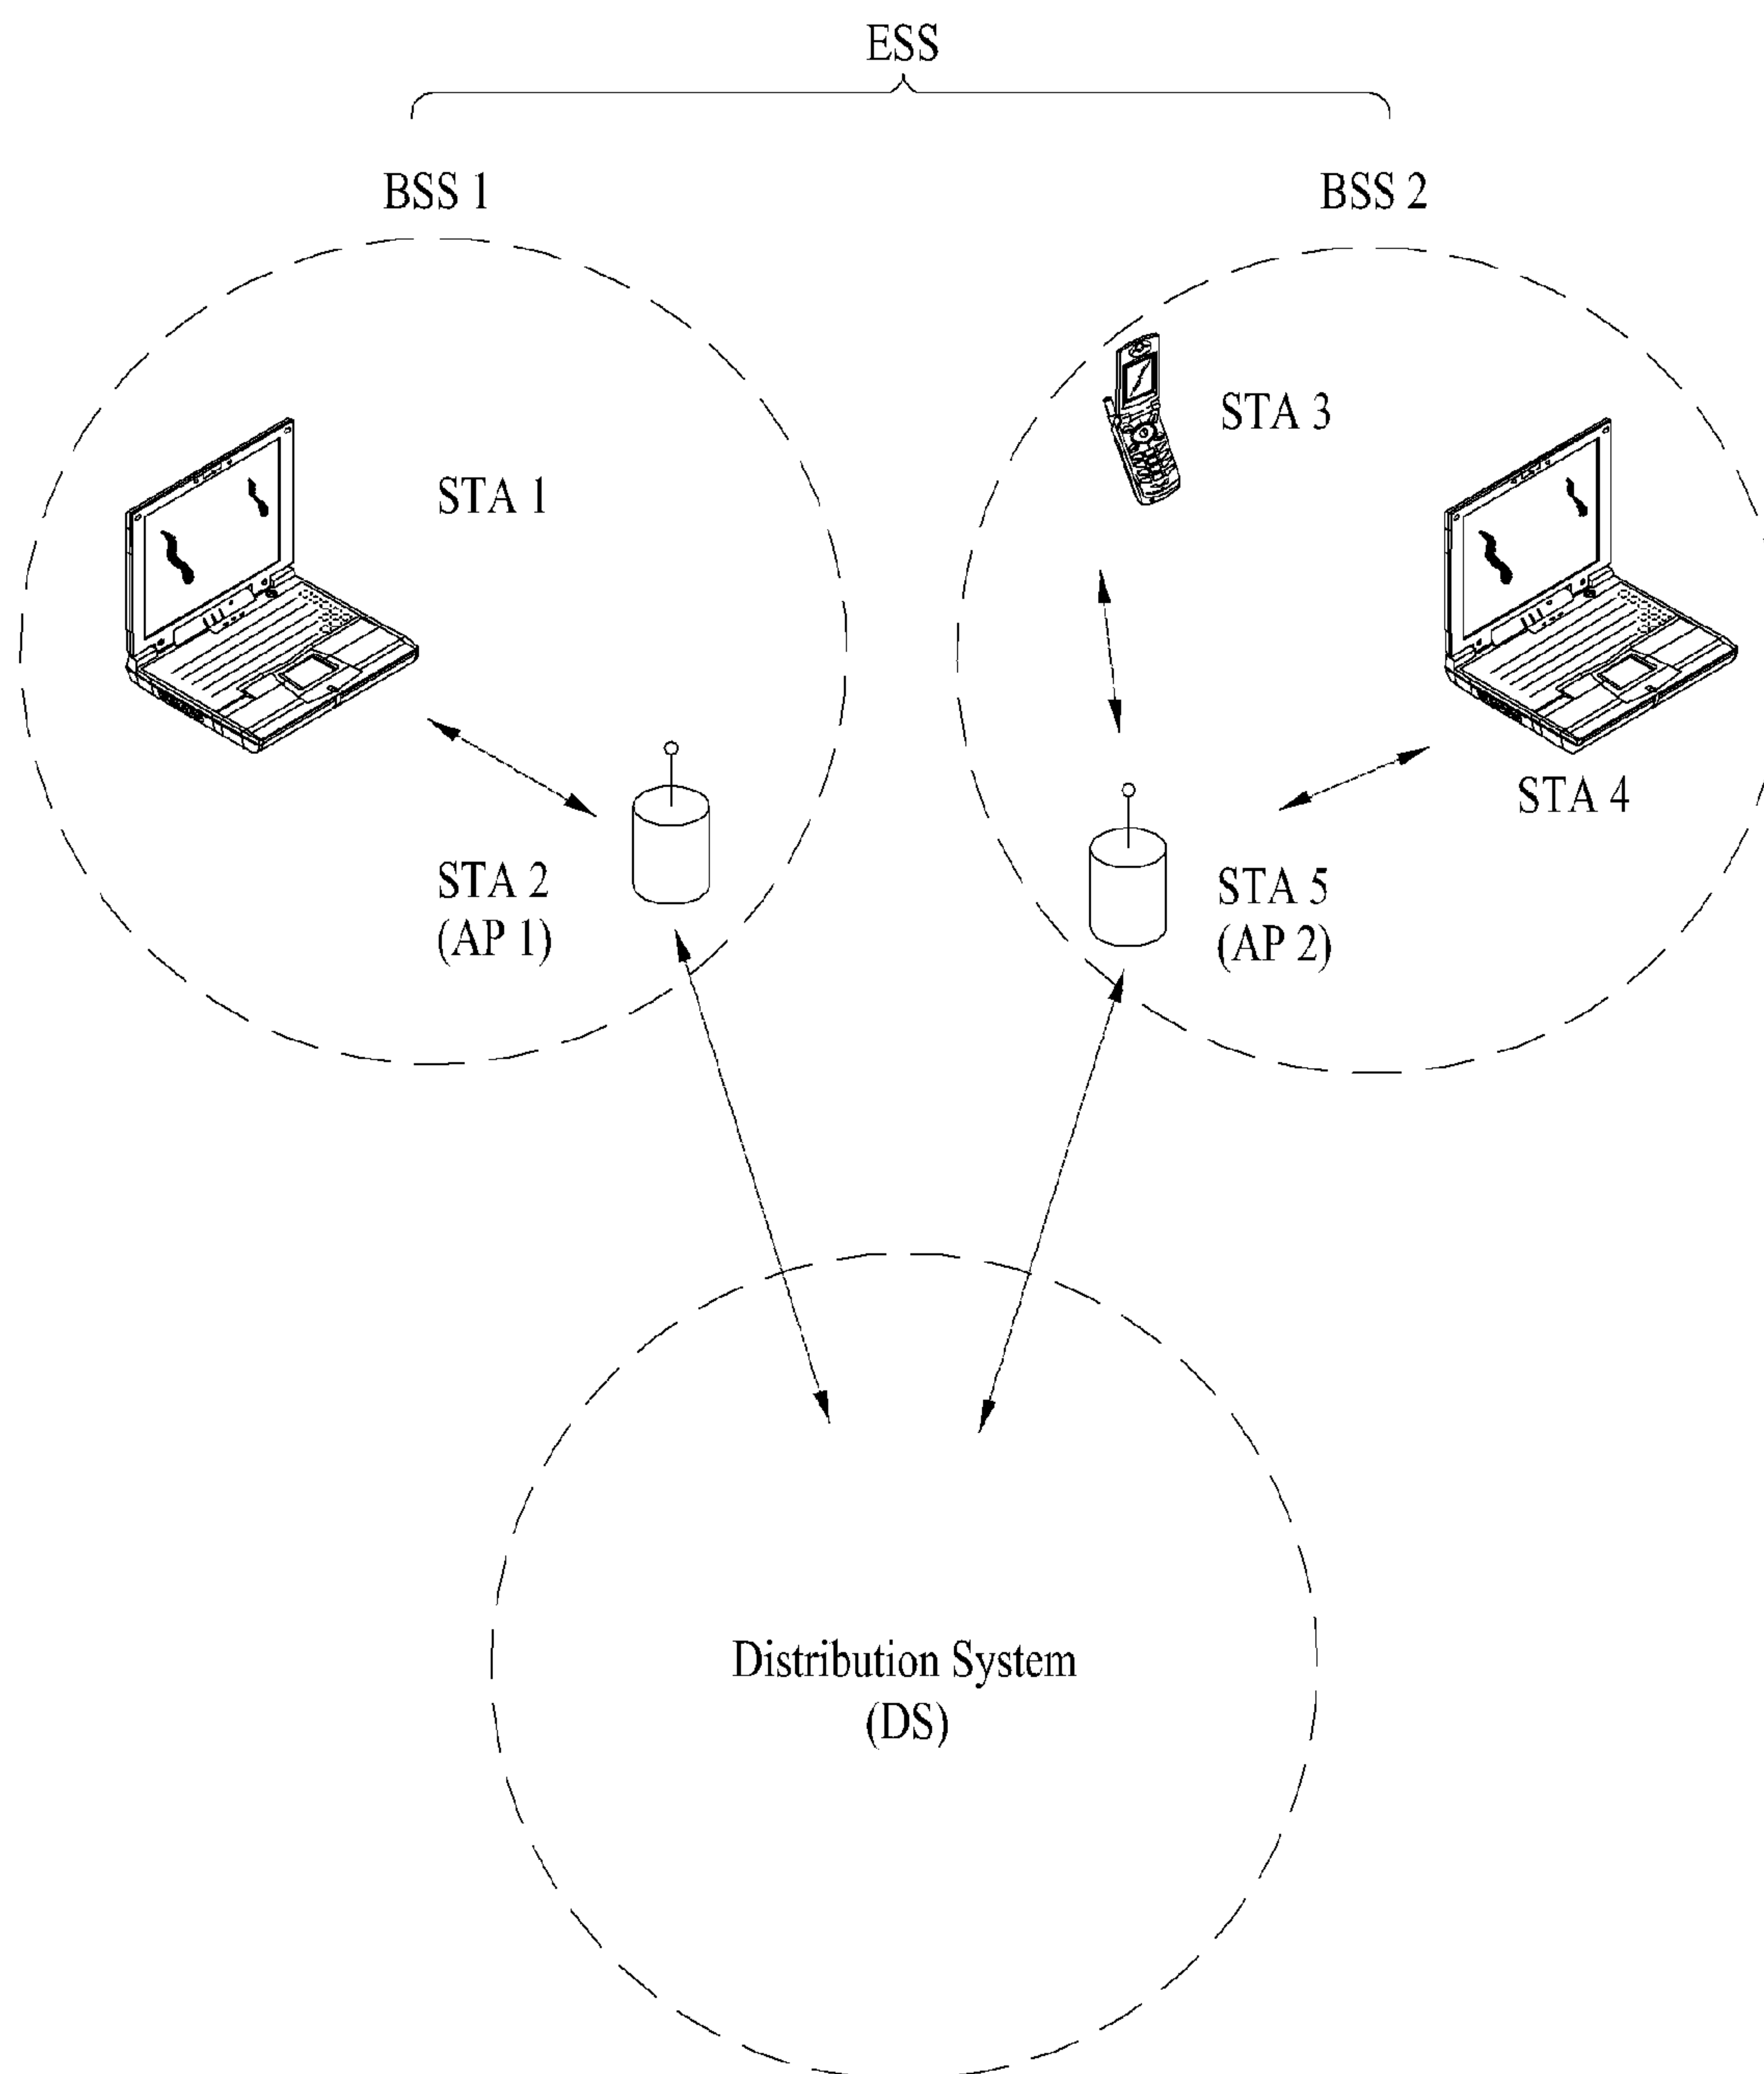 ESS
BSS 1
BSS 2
STA 1
STA 3
STA 4
STA 2
(AP 1)
STA 5
(AP 2)
Distribution System
(DS)